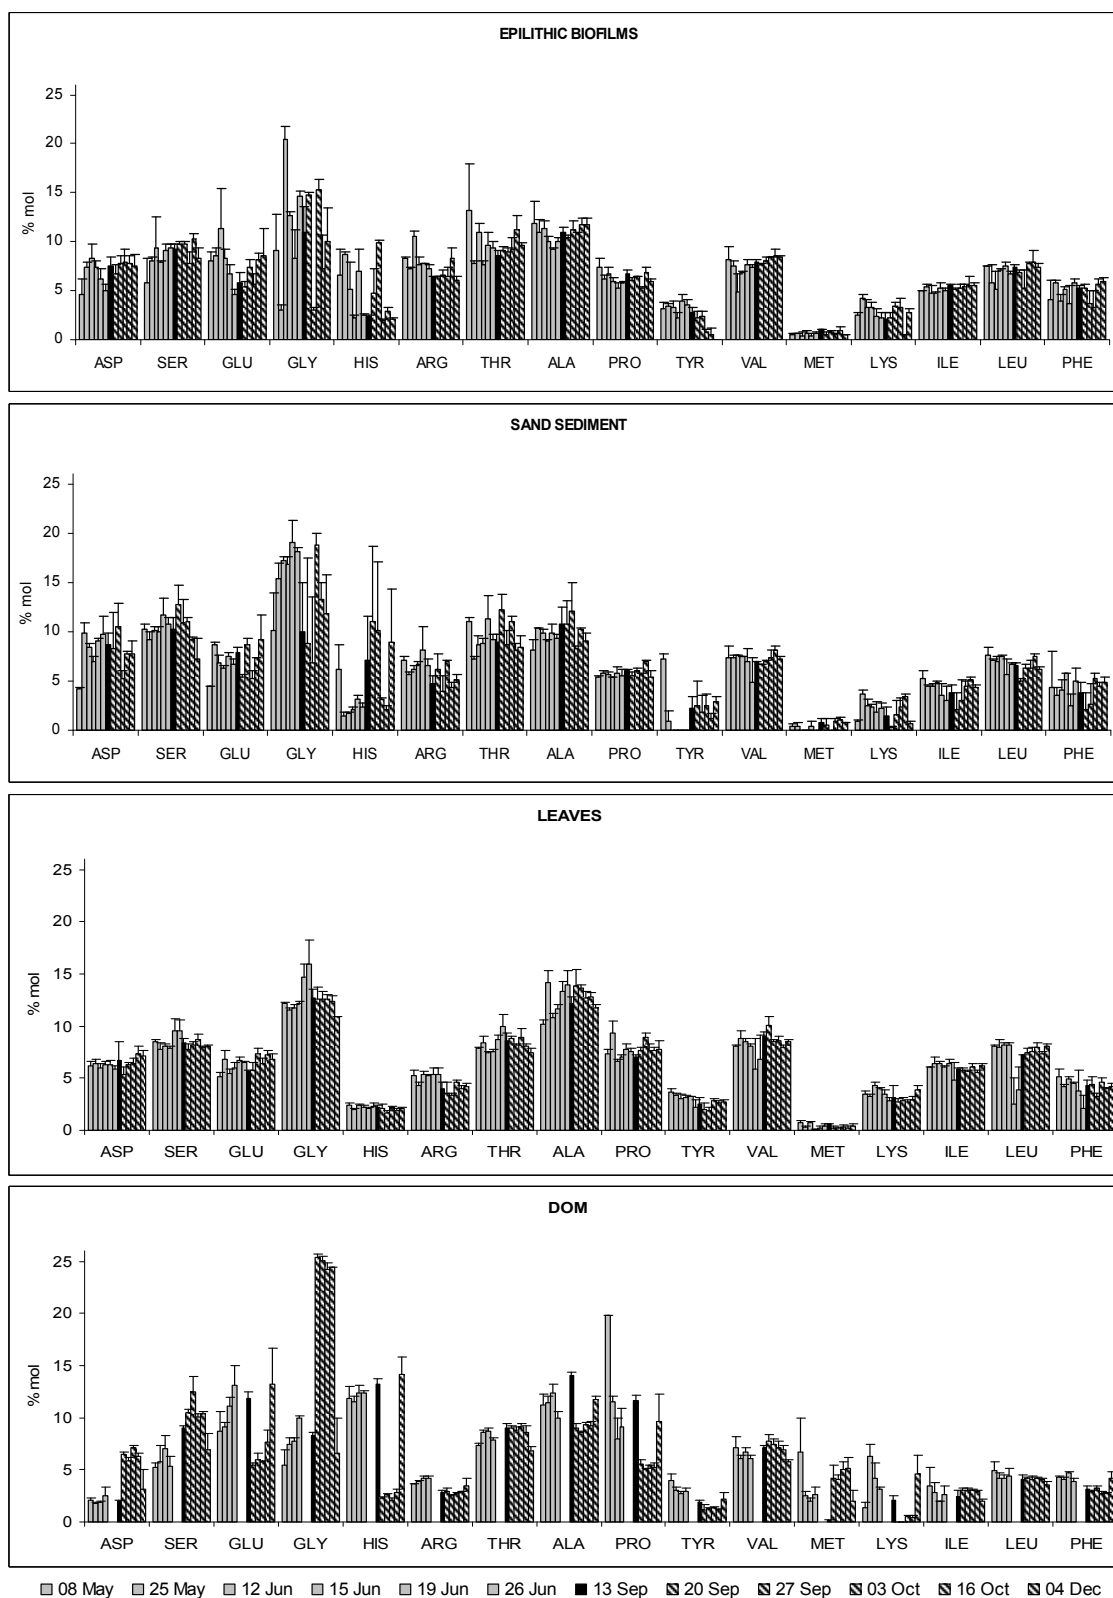 EPILITHIC BIOFILMS
25
20
15
10
5
0
% mol
ASP SER GLU GLY HIS ARG THR ALA PRO TYR VAL MET LYS ILE LEU PHE
SAND SEDIMENT
25
20
15
10
5
0
% mol
ASP SER GLU GLY HIS ARG THR ALA PRO TYR VAL MET LYS ILE LEU PHE
LEAVES
25
20
15
10
5
0
% mol
ASP SER GLU GLY HIS ARG THR ALA PRO TYR VAL MET LYS ILE LEU PHE
DOM
25
20
15
10
5
0
% mol
ASP SER GLU GLY HIS ARG THR ALA PRO TYR VAL MET LYS ILE LEU PHE
08 May 25 May 12 Jun 15 Jun 19 Jun 26 Jun 13 Sep 20 Sep 27 Sep 03 Oct 16 Oct 04 Dec